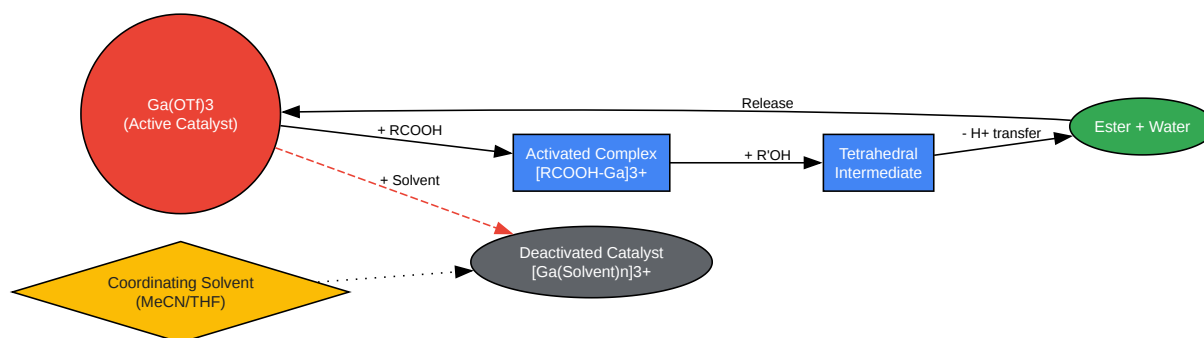 Ga(OTf)3
(Active Catalyst)
Release
+ RCOOH
Activated Complex
[RCOOH-Ga]3+
+ R'OH
Tetrahedral
Intermediate
- H+ transfer
Ester + Water
+ Solvent
Deactivated Catalyst
[Ga(Solvent)n]3+
Coordinating Solvent
(MeCN/THF)